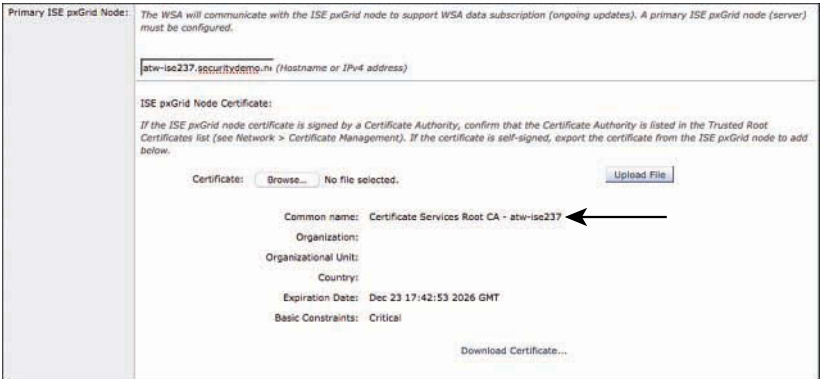 Primary ISE pxGrid Node:
The WSA will communicate with the ISE pxGrid node to support WSA data subscription (ongoing updates). A primary ISE pxGrid node (server)
must be configured.
atw-ise237.securitydemo.ne (Hostname or IPv4 address)
ISE pxGrid Node Certificate:
If the ISE pxGrid node certificate is signed by a Certificate Authority, confirm that the Certificate Authority is listed in the Trusted Root
Certificates list (see Network > Certificate Management). If the certificate is self-signed, export the certificate from the ISE pxGrid node to add
below.
Certificate: Browse... No file selected. Upload File
Common name: Certificate Services Root CA - atw-ise237
Organization:
Organizational Unit:
Country:
Expiration Date: Dec 23 17:42:53 2026 GMT
Basic Constraints: Critical
Download Certificate...